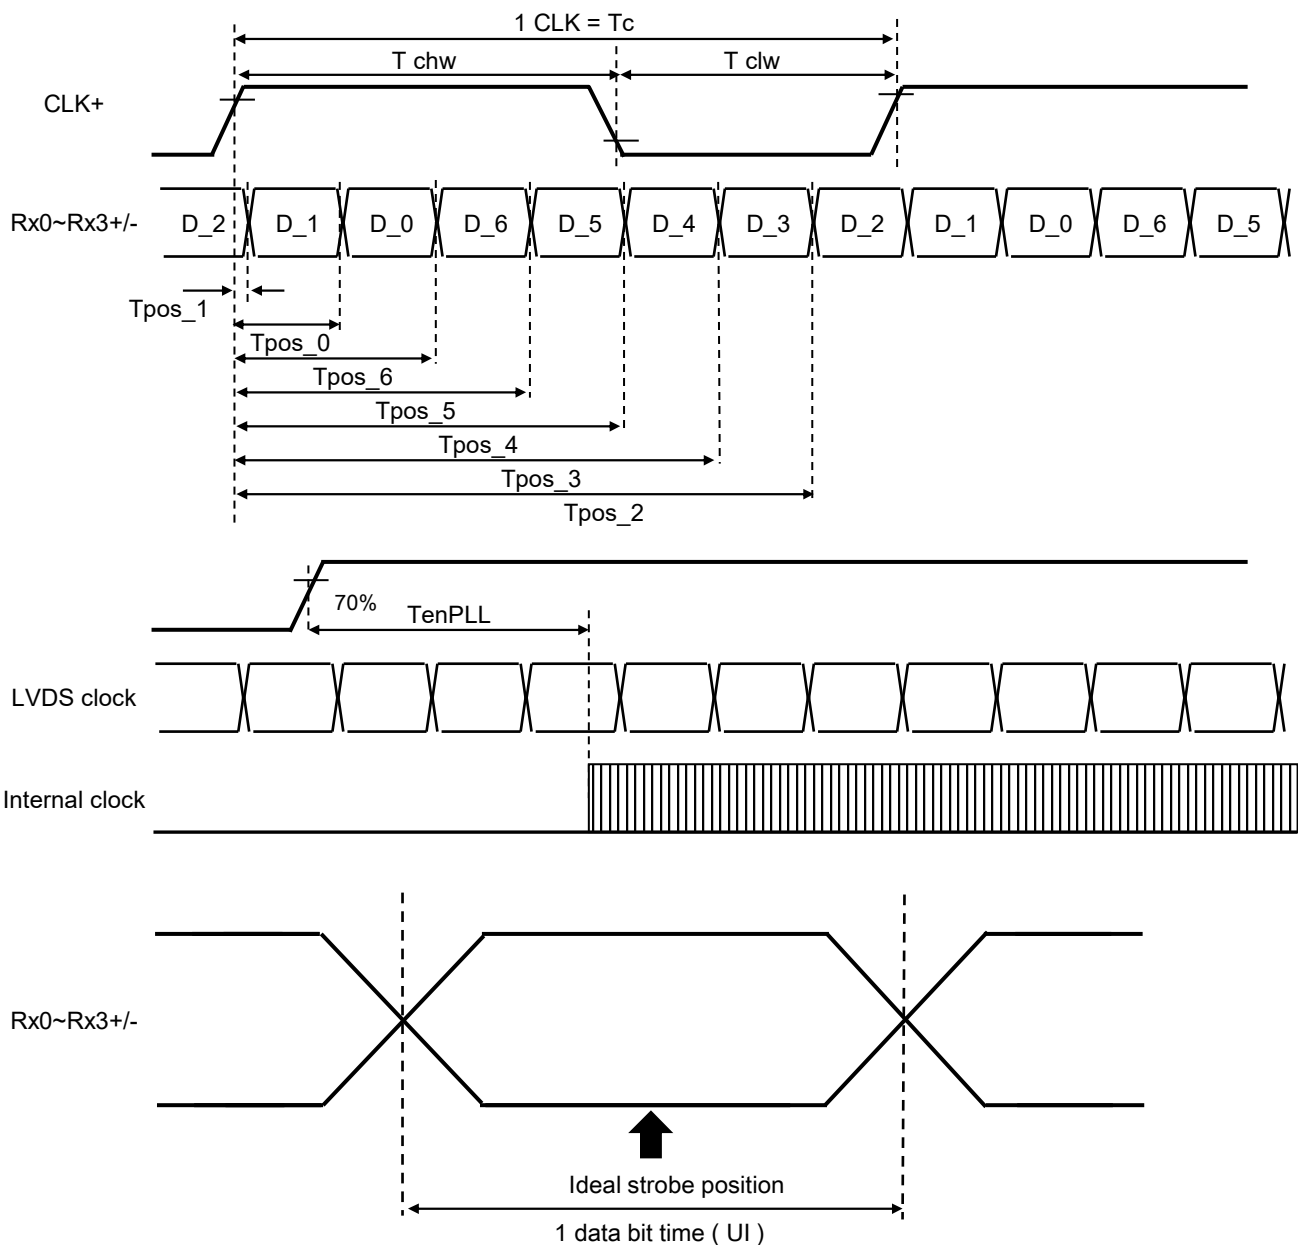 1 CLK = Tc
T chw T clw
CLK+
Rx0~Rx3+/- D_2 D_1 D_0 D_6 D_5 D_4 D_3 D_2 D_1 D_0 D_6 D_5
Tpos_1
Tpos_0
Tpos_6
Tpos_5
Tpos_4
Tpos_3
Tpos_2
70% TenPLL
LVDS clock
Internal clock
Rx0~Rx3+/-
Ideal strobe position
1 data bit time ( UI )